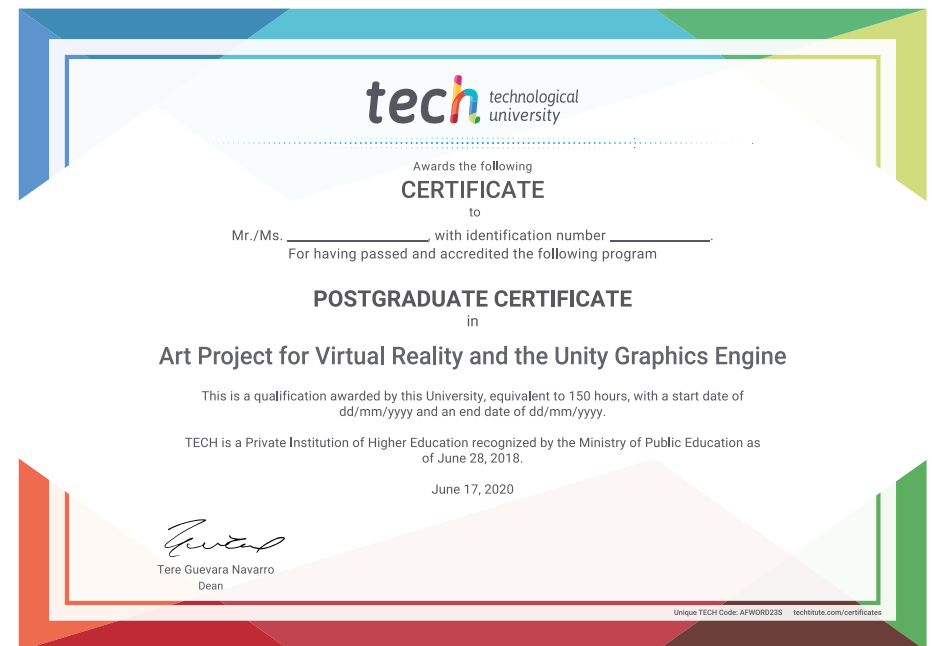 tech technological
university
Awards the following
CERTIFICATE
to
Mr./Ms. ____________________, with identification number ______________.
For having passed and accredited the following program
POSTGRADUATE CERTIFICATE
in
Art Project for Virtual Reality and the Unity Graphics Engine
This is a qualification awarded by this University, equivalent to 150 hours, with a start date of
dd/mm/yyyy and an end date of dd/mm/yyyy.
TECH is a Private Institution of Higher Education recognized by the Ministry of Public Education as
of June 28, 2018.
June 17, 2020
Tere Guevara Navarro
Dean
Unique TECH Code: AFWORD23S techtitute.com/certificates